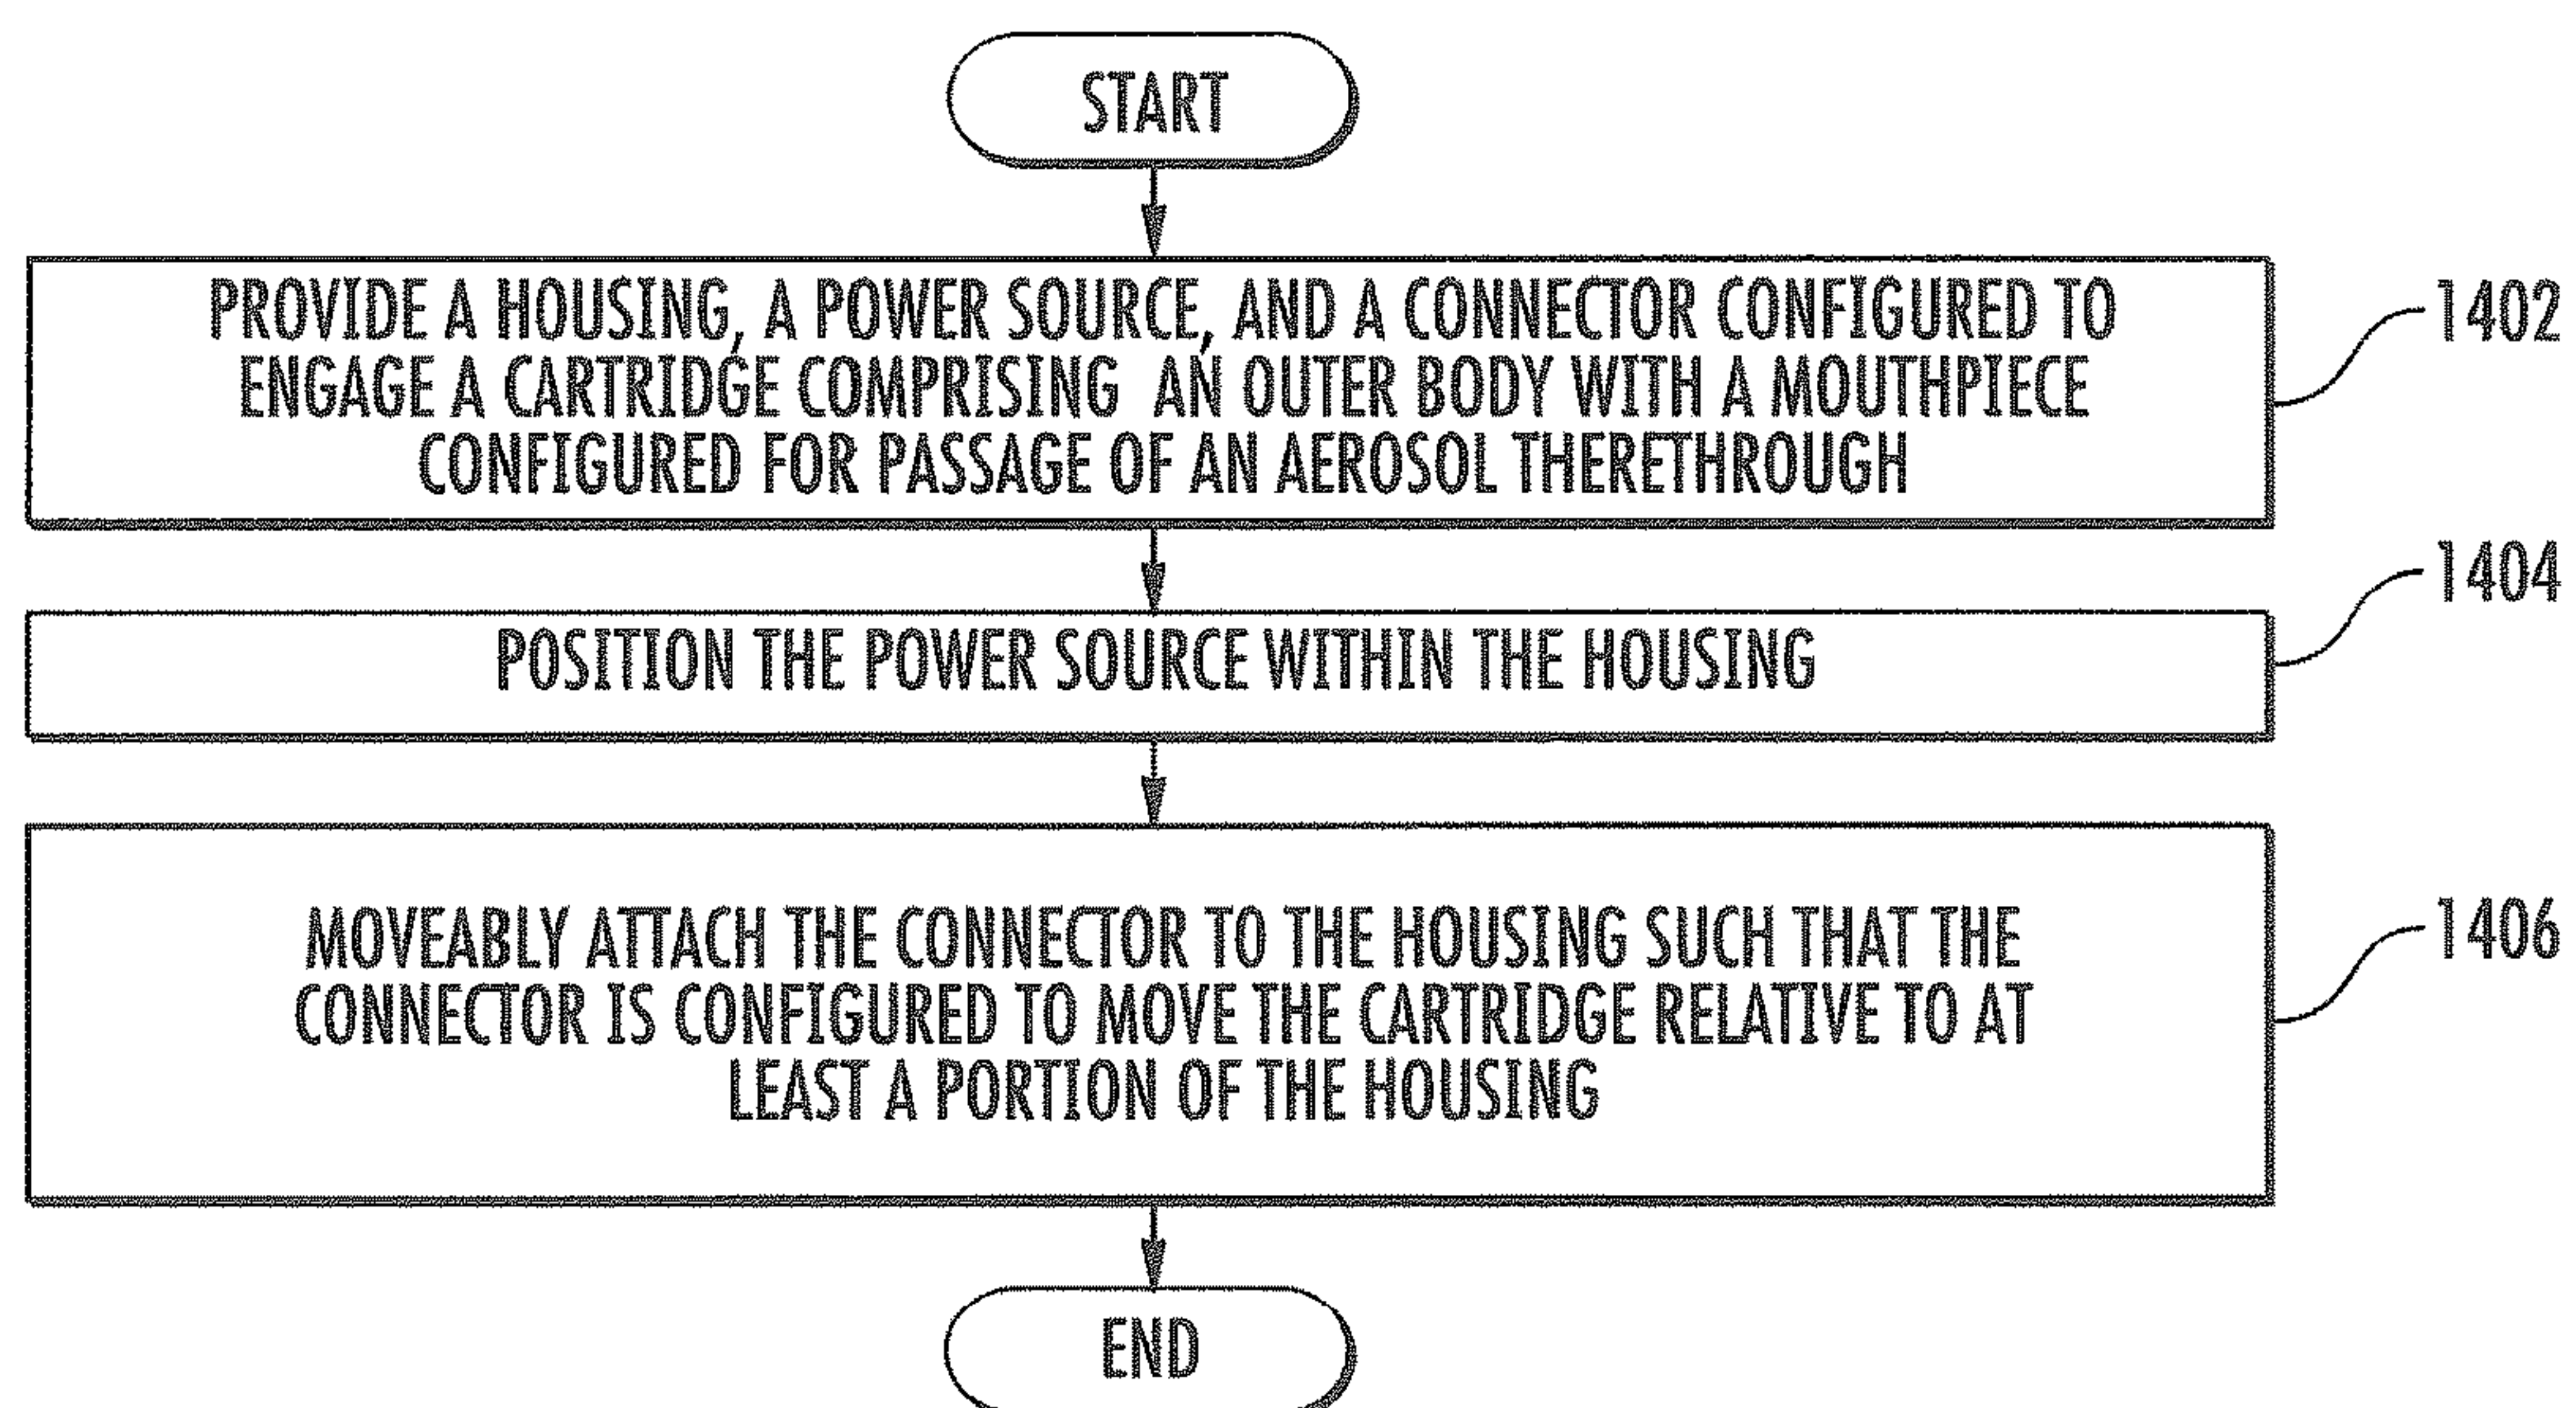 START
PROVIDE A HOUSING, A POWER SOURCE, AND A CONNECTOR CONFIGURED TO
ENGAGE A CARTRIDGE COMPRISING AN OUTER BODY WITH A MOUTHPIECE
CONFIGURED FOR PASSAGE OF AN AEROSOL THERETHROUGH
1402
POSITION THE POWER SOURCE WITHIN THE HOUSING
1404
MOVEABLY ATTACH THE CONNECTOR TO THE HOUSING SUCH THAT THE
CONNECTOR IS CONFIGURED TO MOVE THE CARTRIDGE RELATIVE TO AT
LEAST A PORTION OF THE HOUSING
1406
END